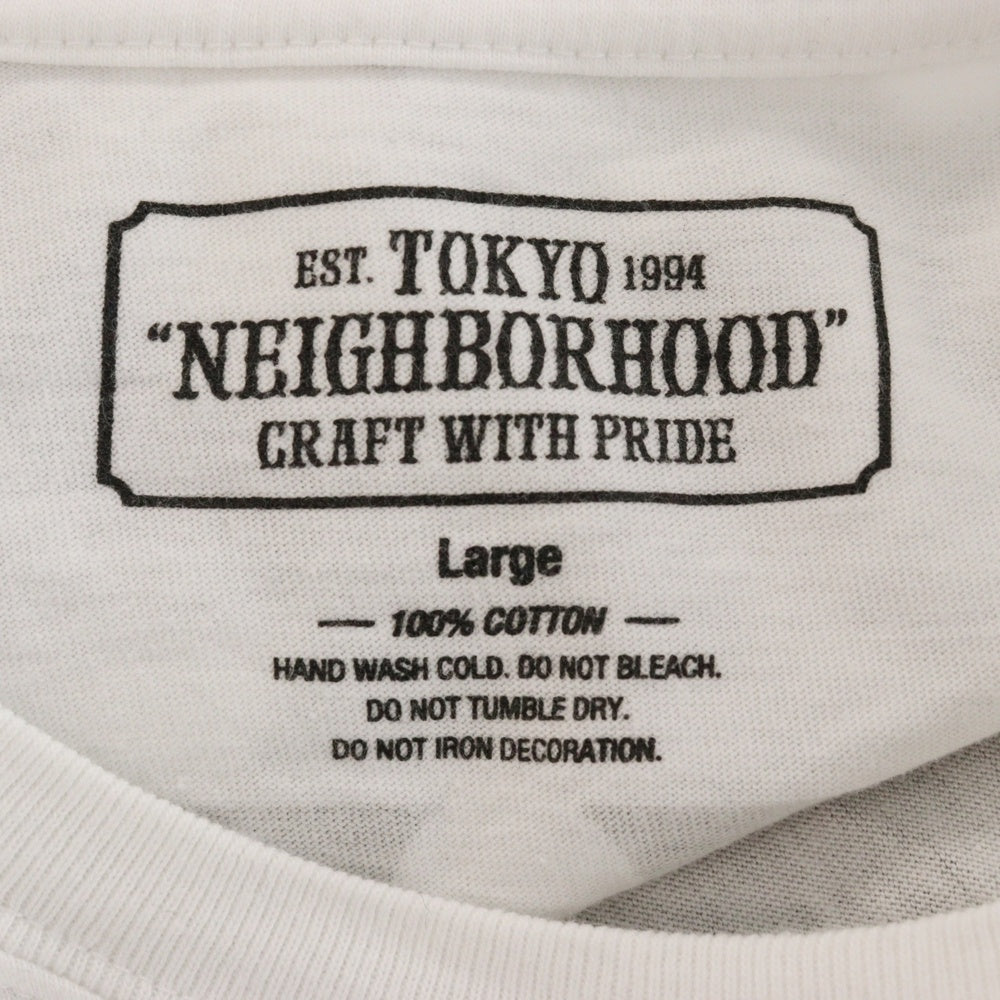 EST. TOKYO 1994
“NEIGHBORHOOD”
CRAFT WITH PRIDE
Large
— 100% COTTON —
HAND WASH COLD. DO NOT BLEACH.
DO NOT TUMBLE DRY.
DO NOT IRON DECORATION.